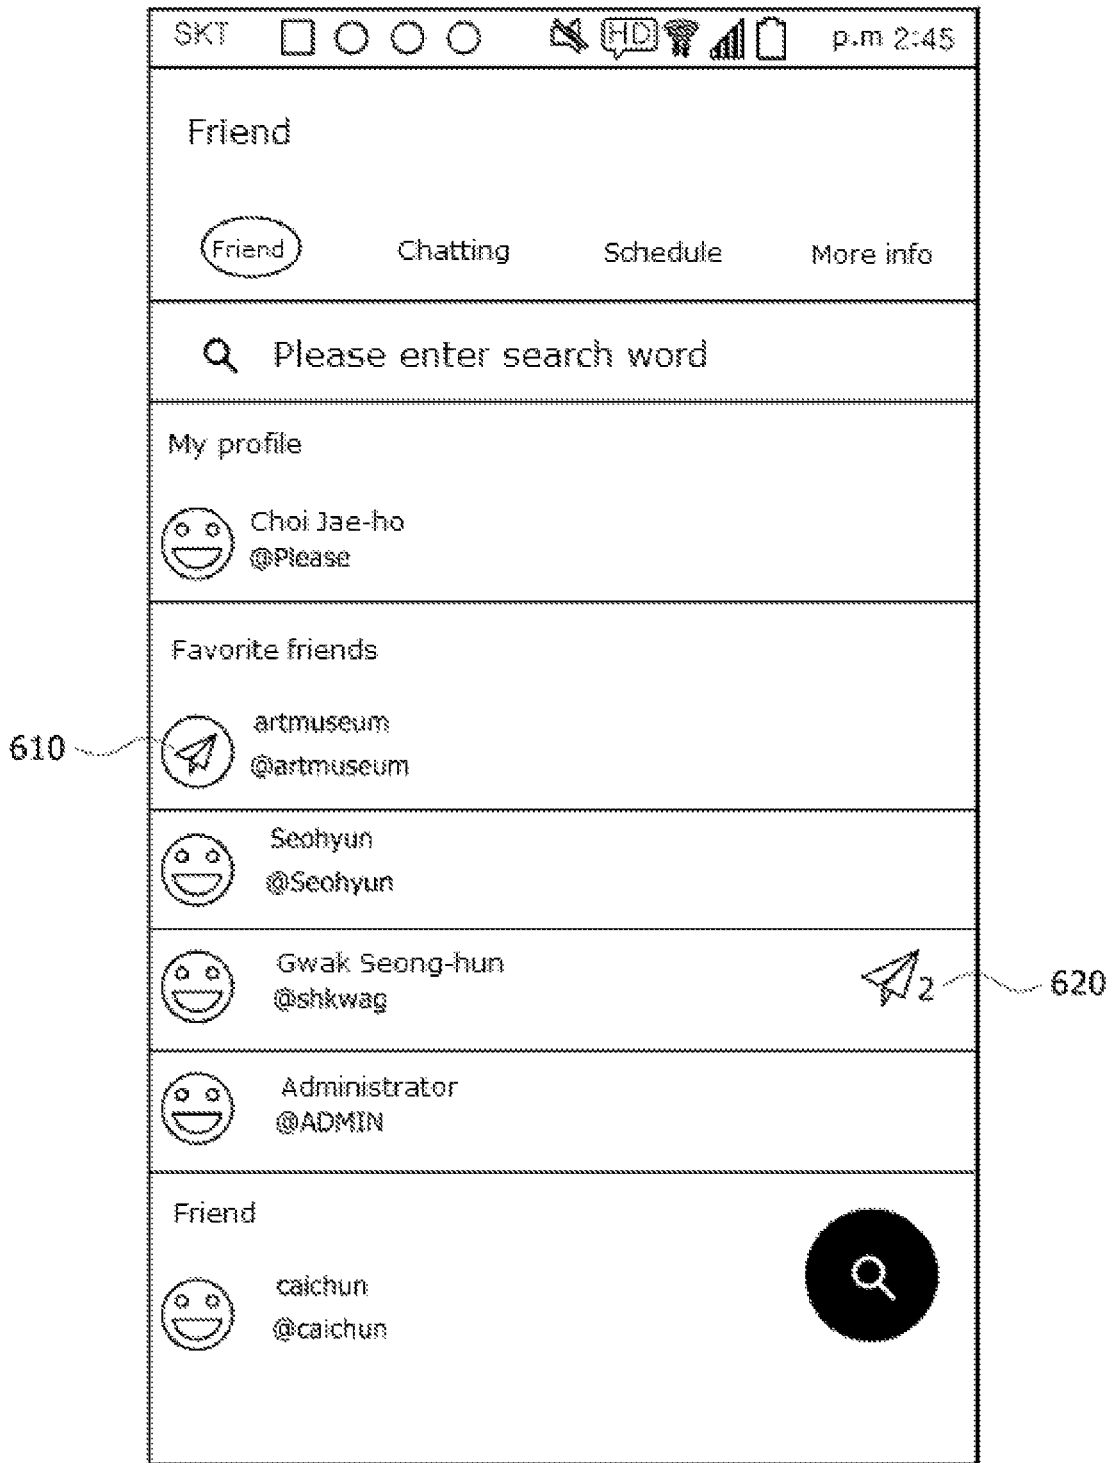 SKT HD p.m 2:45
Friend
Friend Chatting Schedule More info
Please enter search word
My profile
Choi Jae-ho
@Please
Favorite friends
artmuseum
610
@artmuseum
Seohyun
@Seohyun
Gwak Seong-hun
2 620
@shkwag
Administrator
@ADMIN
Friend
caichun
@caichun